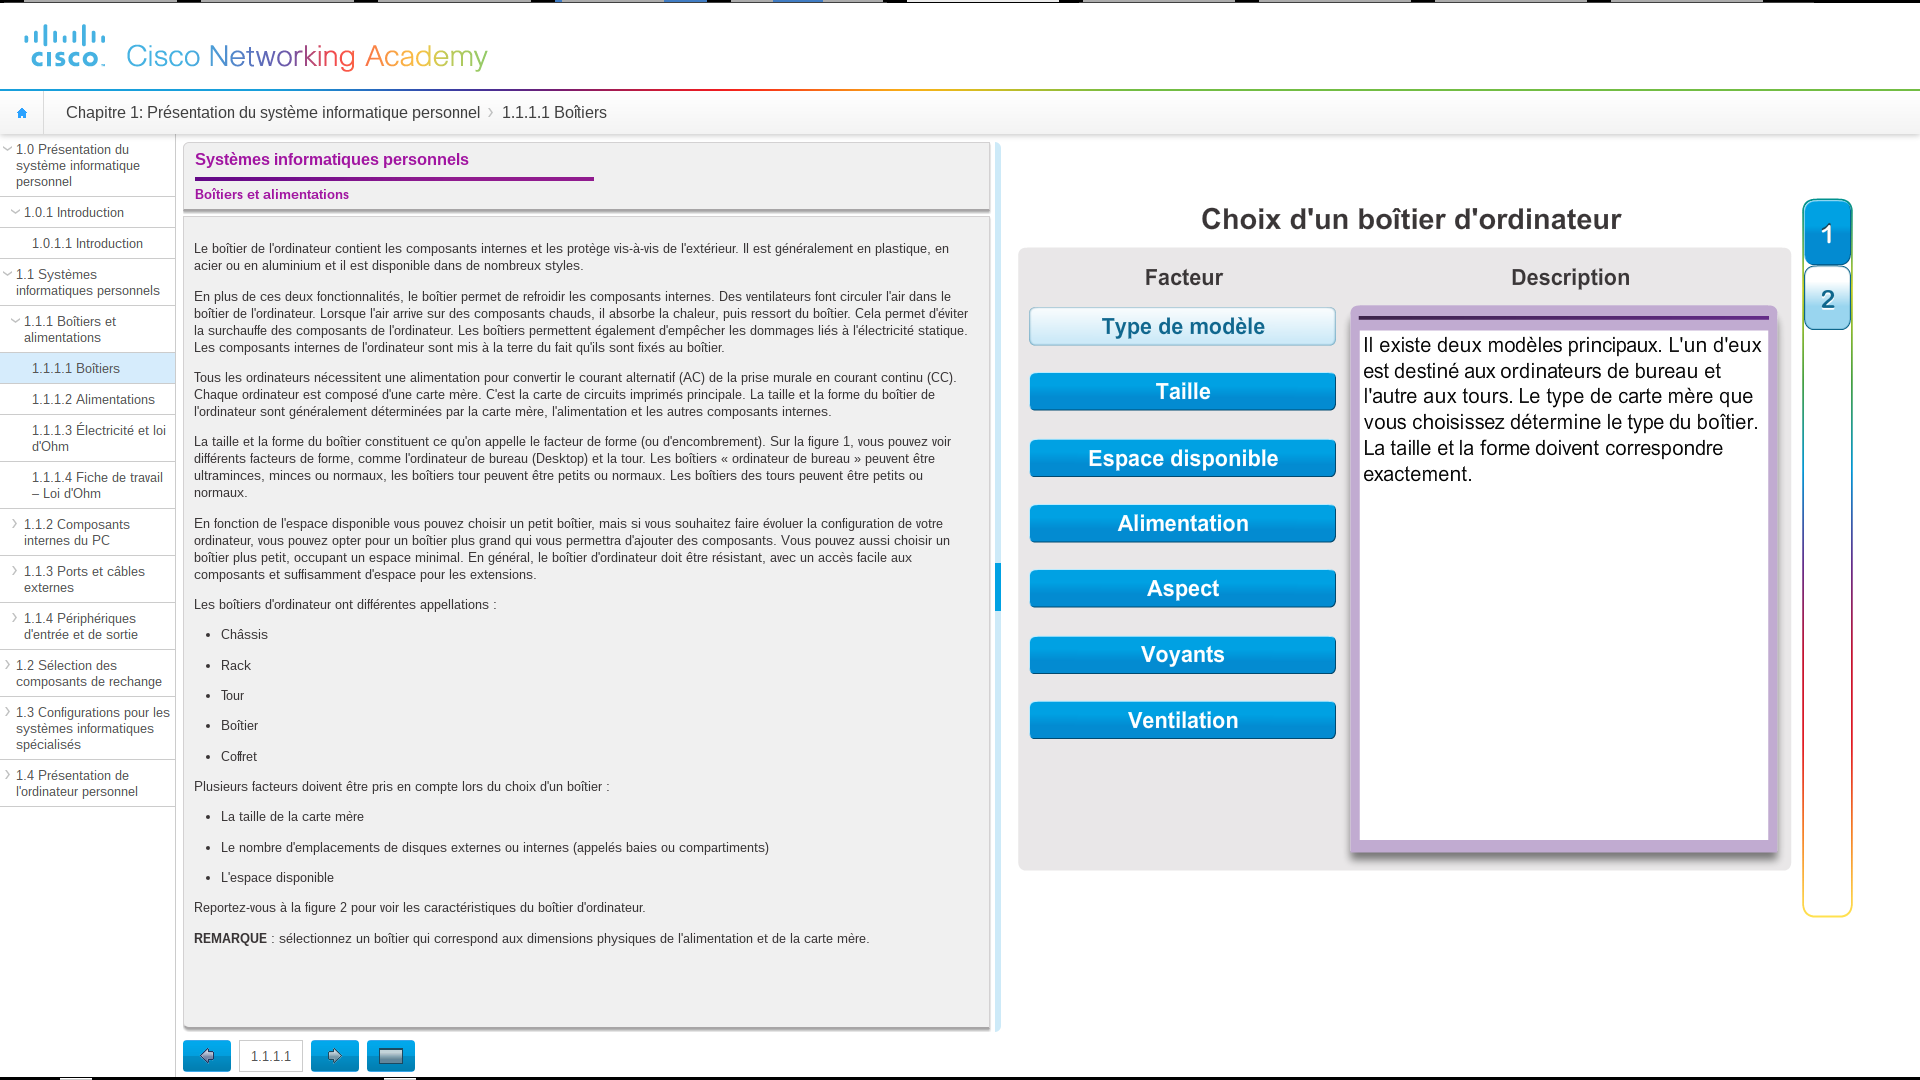 cisco
Cisco Networking Academy
Chapitre 1: Présentation du système informatique personnel
1.1.1.1 Boîtiers
1.0 Présentation du
système informatique
personnel
1.0.1 Introduction
1.0.1.1 Introduction
1.1 Systèmes
informatiques personnels
1.1.1 Boîtiers et
alimentations
1.1.1.1 Boîtiers
1.1.1.2 Alimentations
1.1.1.3 Électricité et loi
d'Ohm
1.1.1.4 Fiche de travail
– Loi d'Ohm
1.1.2 Composants
internes du PC
1.1.3 Ports et câbles
externes
1.1.4 Périphériques
d'entrée et de sortie
1.2 Sélection des
composants de rechange
1.3 Configurations pour les
systèmes informatiques
spécialisés
1.4 Présentation de
l'ordinateur personnel
Systèmes informatiques personnels
Boîtiers et alimentations
Le boîtier de l'ordinateur contient les composants internes et les protège vis-à-vis de l'extérieur. Il est généralement en plastique, en
acier ou en aluminium et il est disponible dans de nombreux styles.
En plus de ces deux fonctionnalités, le boîtier permet de refroidir les composants internes. Des ventilateurs font circuler l'air dans le
boîtier de l'ordinateur. Lorsque l'air arrive sur des composants chauds, il absorbe la chaleur, puis ressort du boîtier. Cela permet d'éviter
la surchauffe des composants de l'ordinateur. Les boîtiers permettent également d'empêcher les dommages liés à l'électricité statique.
Les composants internes de l'ordinateur sont mis à la terre du fait qu'ils sont fixés au boîtier.
Tous les ordinateurs nécessitent une alimentation pour convertir le courant alternatif (AC) de la prise murale en courant continu (CC).
Chaque ordinateur est composé d'une carte mère. C'est la carte de circuits imprimés principale. La taille et la forme du boîtier de
l'ordinateur sont généralement déterminées par la carte mère, l'alimentation et les autres composants internes.
La taille et la forme du boîtier constituent ce qu'on appelle le facteur de forme (ou d'encombrement). Sur la figure 1, vous pouvez voir
différents facteurs de forme, comme l'ordinateur de bureau (Desktop) et la tour. Les boîtiers « ordinateur de bureau » peuvent être
ultraminces, minces ou normaux, les boîtiers tour peuvent être petits ou normaux. Les boîtiers des tours peuvent être petits ou
normaux.
En fonction de l'espace disponible vous pouvez choisir un petit boîtier, mais si vous souhaitez faire évoluer la configuration de votre
ordinateur, vous pouvez opter pour un boîtier plus grand qui vous permettra d'ajouter des composants. Vous pouvez aussi choisir un
boîtier plus petit, occupant un espace minimal. En général, le boîtier d'ordinateur doit être résistant, avec un accès facile aux
composants et suffisamment d'espace pour les extensions.
Les boîtiers d'ordinateur ont différentes appellations :
• Châssis
• Rack
• Tour
• Boîtier
• Coffret
Plusieurs facteurs doivent être pris en compte lors du choix d'un boîtier :
• La taille de la carte mère
• Le nombre d'emplacements de disques externes ou internes (appelés baies ou compartiments)
• L'espace disponible
Reportez-vous à la figure 2 pour voir les caractéristiques du boîtier d'ordinateur.
REMARQUE : sélectionnez un boîtier qui correspond aux dimensions physiques de l'alimentation et de la carte mère.
1.1.1.1
Choix d'un boîtier d'ordinateur
Facteur
Description
Type de modèle
Taille
Espace disponible
Alimentation
Aspect
Voyants
Ventilation
Il existe deux modèles principaux. L'un d'eux
est destiné aux ordinateurs de bureau et
l'autre aux tours. Le type de carte mère que
vous choisissez détermine le type du boîtier.
La taille et la forme doivent correspondre
exactement.
1
2